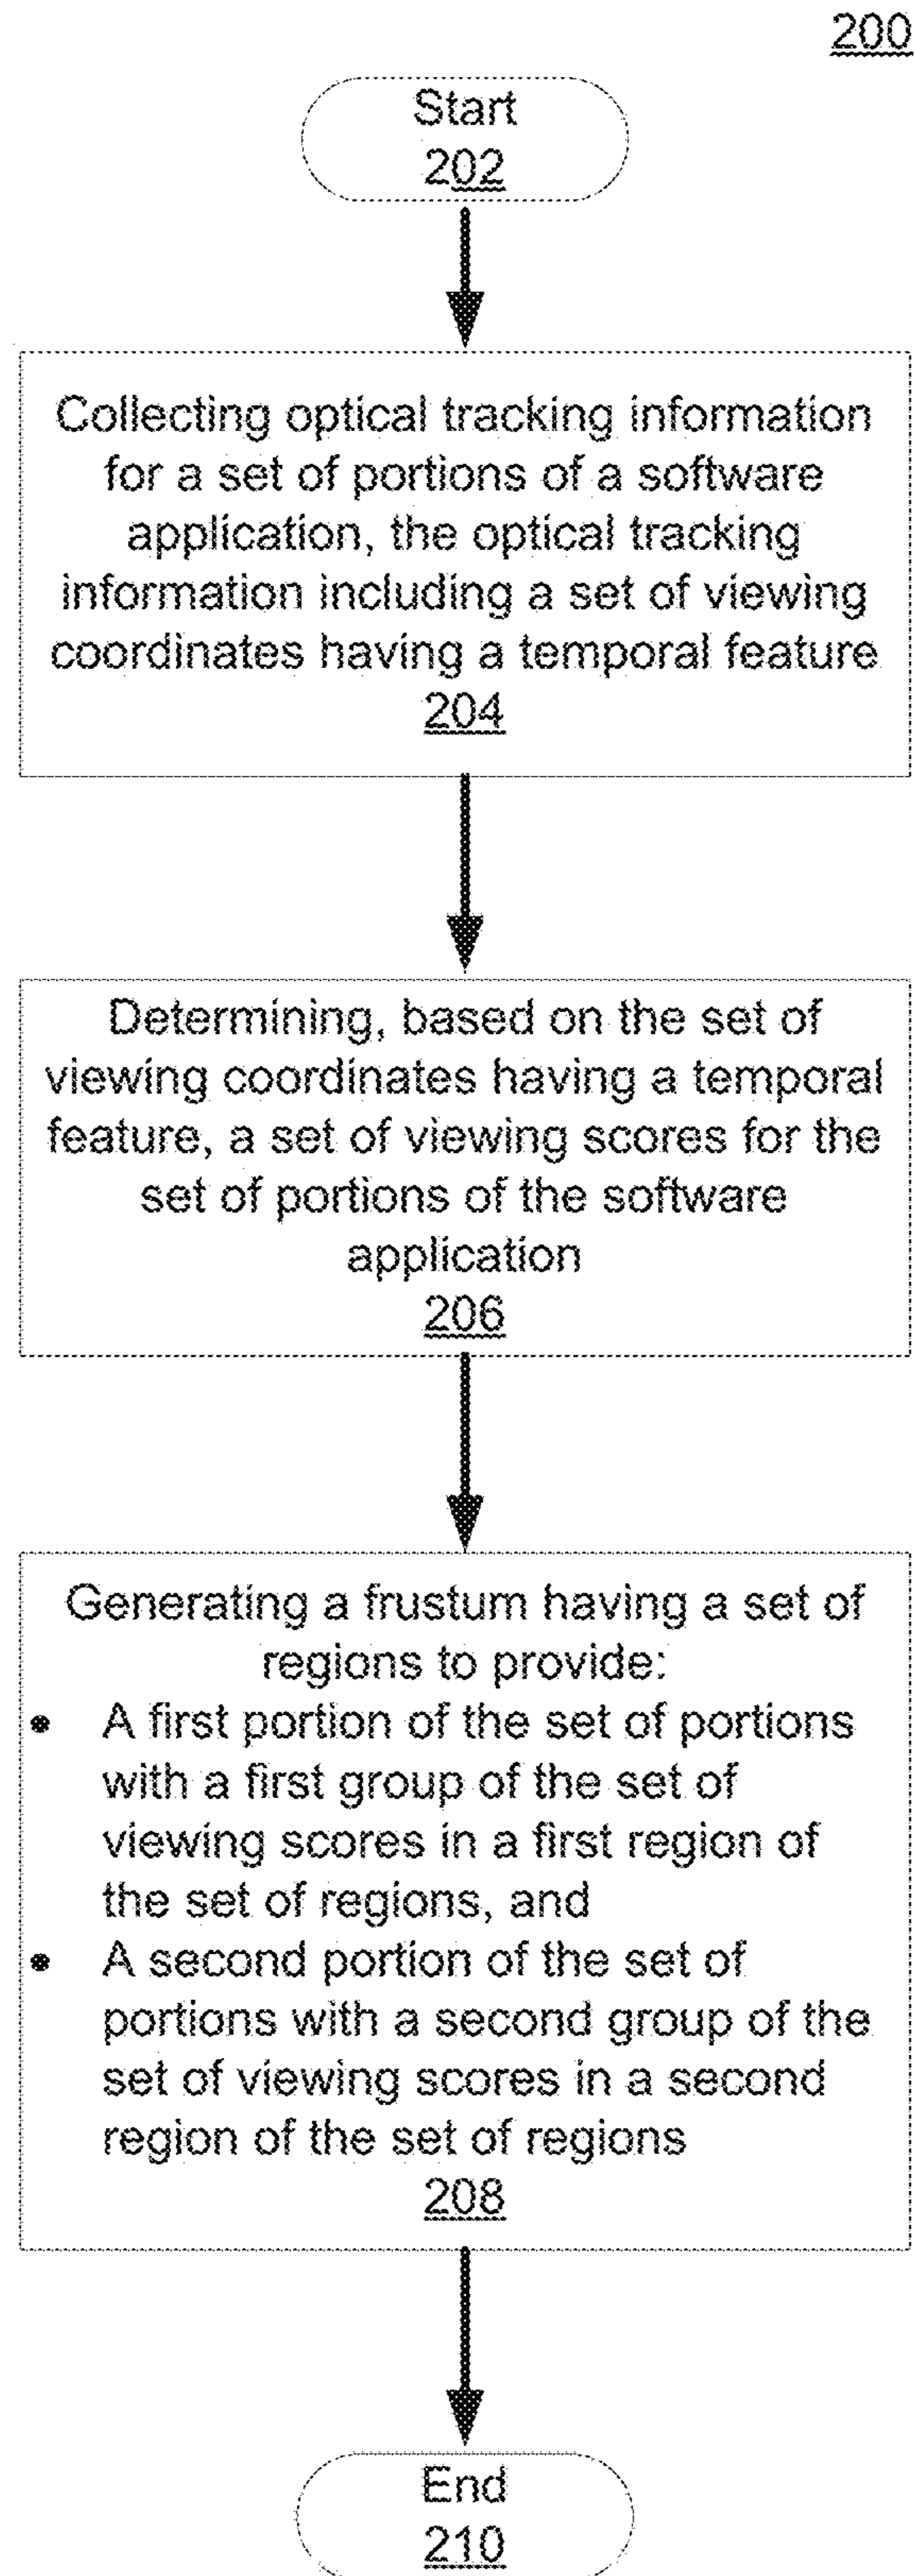 200
Start
202
Collecting optical tracking information
for a set of portions of a software
application, the optical tracking
information including a set of viewing
coordinates having a temporal feature
204
Determining, based on the set of
viewing coordinates having a temporal
feature, a set of viewing scores for the
set of portions of the software
application
206
Generating a frustum having a set of
regions to provide:
• A first portion of the set of portions
with a first group of the set of
viewing scores in a first region of
the set of regions, and
• A second portion of the set of
portions with a second group of the
set of viewing scores in a second
region of the set of regions
208
End
210